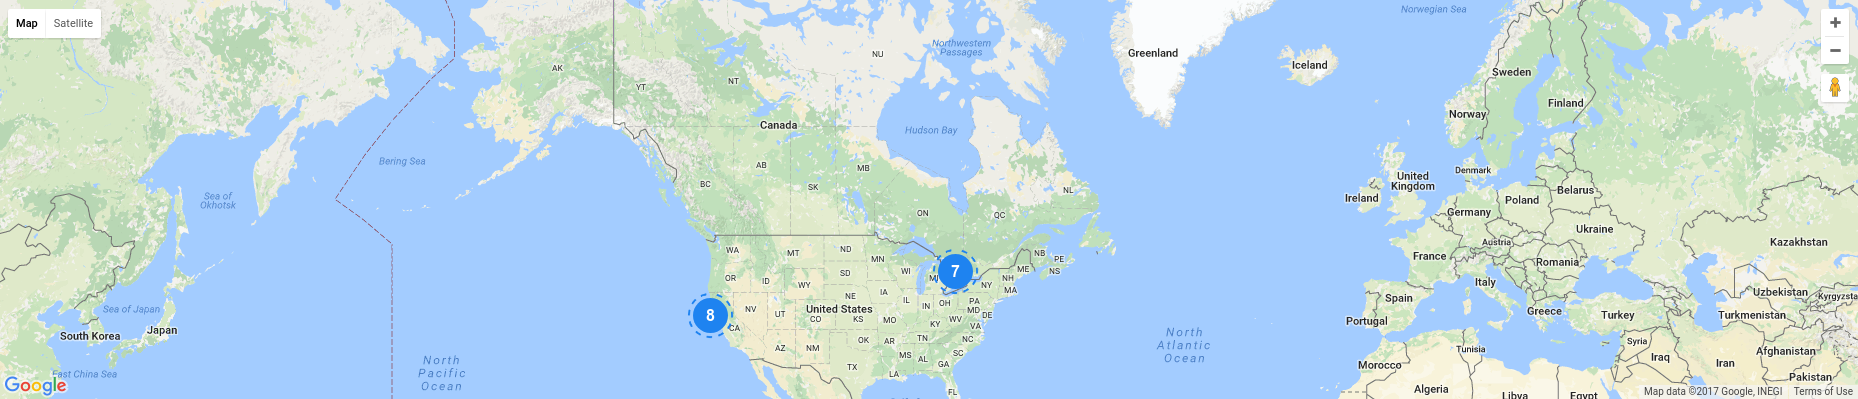 Map Satellite
Norwegian Sea
Northwestern
Passages
NU
Greenland
Iceland
AK
YT
NT
Sweden
Finland
Norway
Canada
Hudson Bay
Bering Sea
AB
MB
BC
SK
NL
Denmark
United
Kingdom
Ireland
Belarus
Poland
Sea of
Okhotsk
ON
QC
Germany
Ukraine
Austria
Kazakhstan
WA
MT
ND
MN
NB
PE
NS
ME
NH
France
Romania
7
WI
OR
ID
SD
WY
NY
MA
Italy
Uzbekistan
Kyrgyzsta
NE
IA
IL
IN
OH
PA
MD
DE
Spain
Greece
Turkey
Turkmenistan
Sea of Japan
8
CA
NV
UT
United States
CO
KS
MO
KY
WV
VA
Portugal
South Korea
Japan
AZ
NM
OK
AR
TN
NC
SC
MS
AL
GA
North
Atlantic
Ocean
Tunisia
Syria
Iraq
Iran
Afghanistan
Morocco
North
Pacific
Ocean
TX
LA
FL
East China Sea
Pakistan
Algeria
Libya
Egypt
Google
Map data ©2017 Google, INEGI Terms of Use